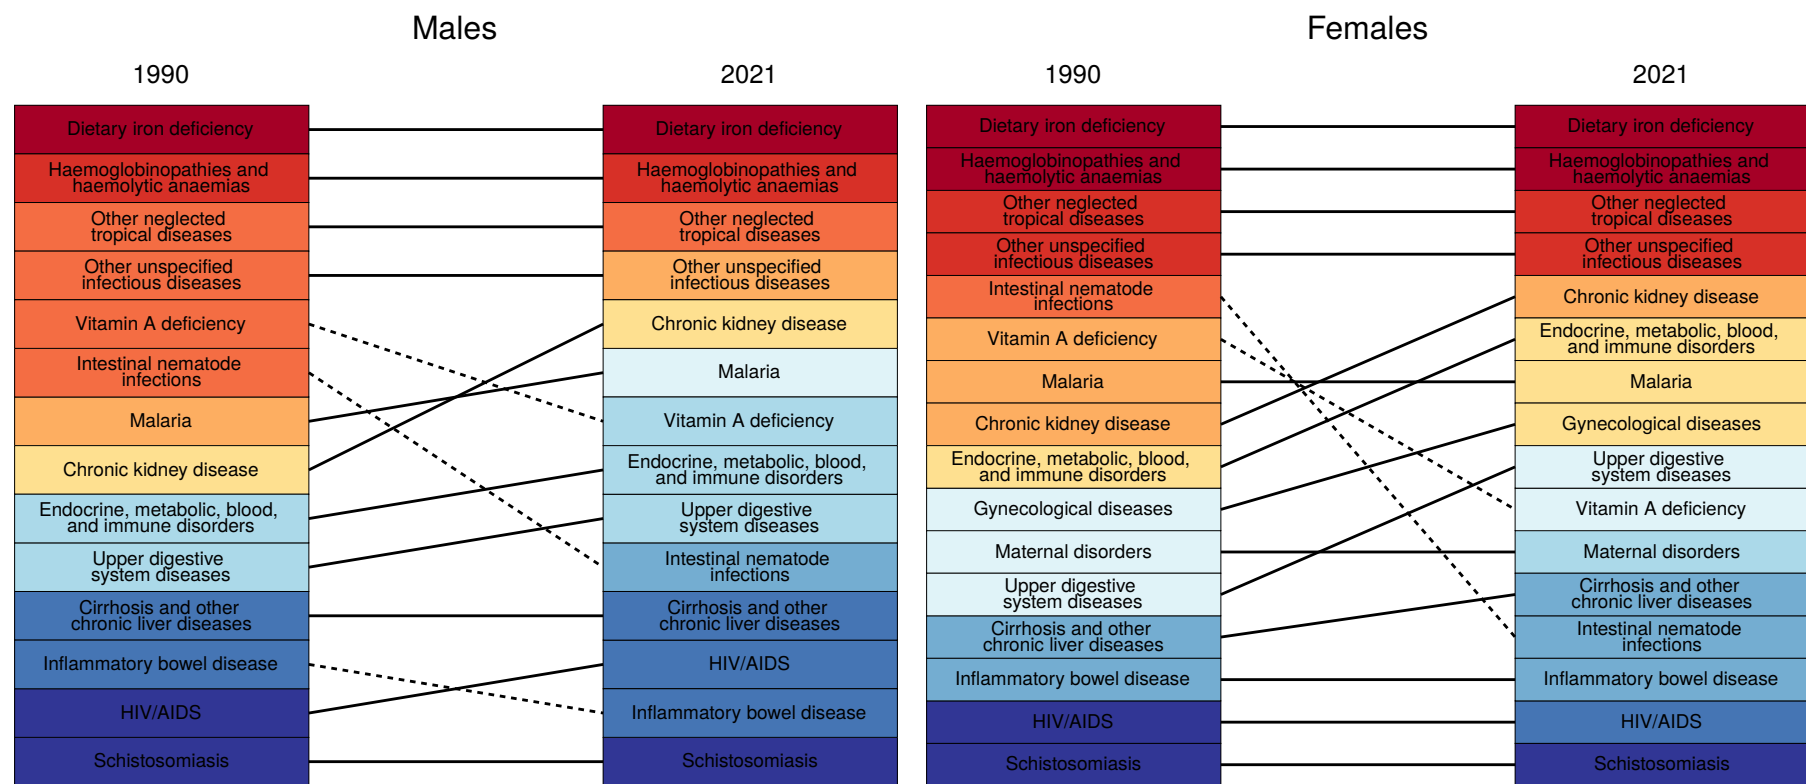 Males
1990
2021
Dietary iron deficiency
Haemoglobinopathies and
haemolytic anaemias
Other neglected
tropical diseases
Other unspecified
infectious diseases
Vitamin A deficiency
Intestinal nematode
infections
Malaria
Chronic kidney disease
Endocrine, metabolic, blood,
and immune disorders
Upper digestive
system diseases
Cirrhosis and other
chronic liver diseases
Inflammatory bowel disease
HIV/AIDS
Schistosomiasis
Dietary iron deficiency
Haemoglobinopathies and
haemolytic anaemias
Other neglected
tropical diseases
Other unspecified
infectious diseases
Chronic kidney disease
Malaria
Vitamin A deficiency
Endocrine, metabolic, blood,
and immune disorders
Upper digestive
system diseases
Intestinal nematode
infections
Cirrhosis and other
chronic liver diseases
HIV/AIDS
Inflammatory bowel disease
Schistosomiasis
Females
1990
2021
Dietary iron deficiency
Haemoglobinopathies and
haemolytic anaemias
Other neglected
tropical diseases
Other unspecified
infectious diseases
Intestinal nematode
infections
Vitamin A deficiency
Malaria
Chronic kidney disease
Endocrine, metabolic, blood,
and immune disorders
Gynecological diseases
Maternal disorders
Upper digestive
system diseases
Cirrhosis and other
chronic liver diseases
Inflammatory bowel disease
HIV/AIDS
Schistosomiasis
Dietary iron deficiency
Haemoglobinopathies and
haemolytic anaemias
Other neglected
tropical diseases
Other unspecified
infectious diseases
Chronic kidney disease
Endocrine, metabolic, blood,
and immune disorders
Malaria
Gynecological diseases
Upper digestive
system diseases
Vitamin A deficiency
Maternal disorders
Cirrhosis and other
chronic liver diseases
Intestinal nematode
infections
Inflammatory bowel disease
HIV/AIDS
Schistosomiasis